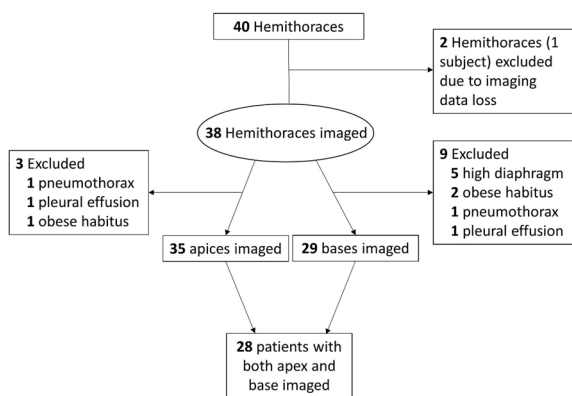 40 Hemithoraces
2 Hemithoraces (1
subject) excluded
due to imaging
data loss
38 Hemithoraces imaged
3 Excluded
1 pneumothorax
1 pleural effusion
1 obese habitus
9 Excluded
5 high diaphragm
2 obese habitus
1 pneumothorax
1 pleural effusion
35 apices imaged
29 bases imaged
28 patients with
both apex and
base imaged